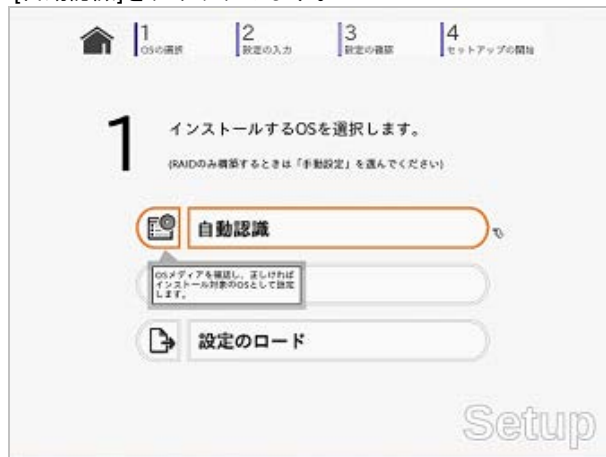 1
OSの選択
2
設定の入力
3
設定の確認
4
セットアップの開始
1
インストールするOSを選択します。
(RAIDのみ構築するときは「手動設定」を選んでください)
自動認識
OSメディアを確認し、正しければ
インストール対象のOSとして設定
します。
設定のロード
Setup